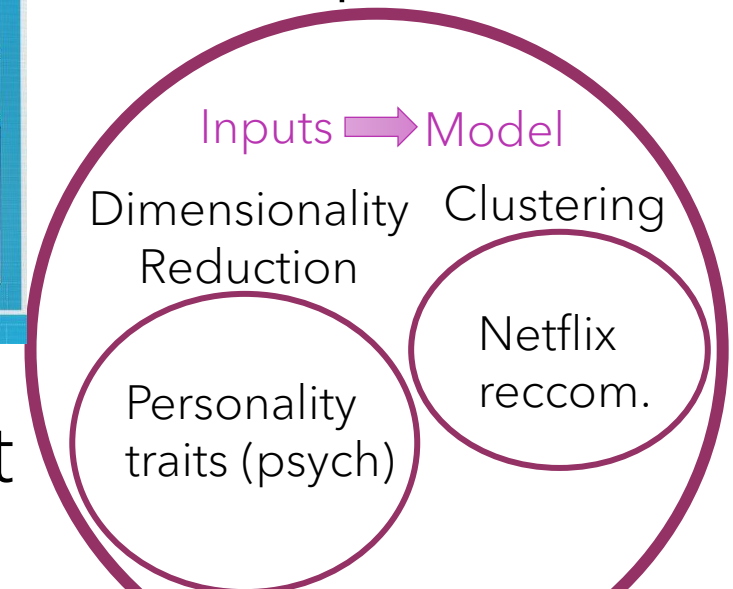 Inputs Model
Dimensionality
Reduction
Clustering
Personality
traits (psych)
Netflix
reccom.
t